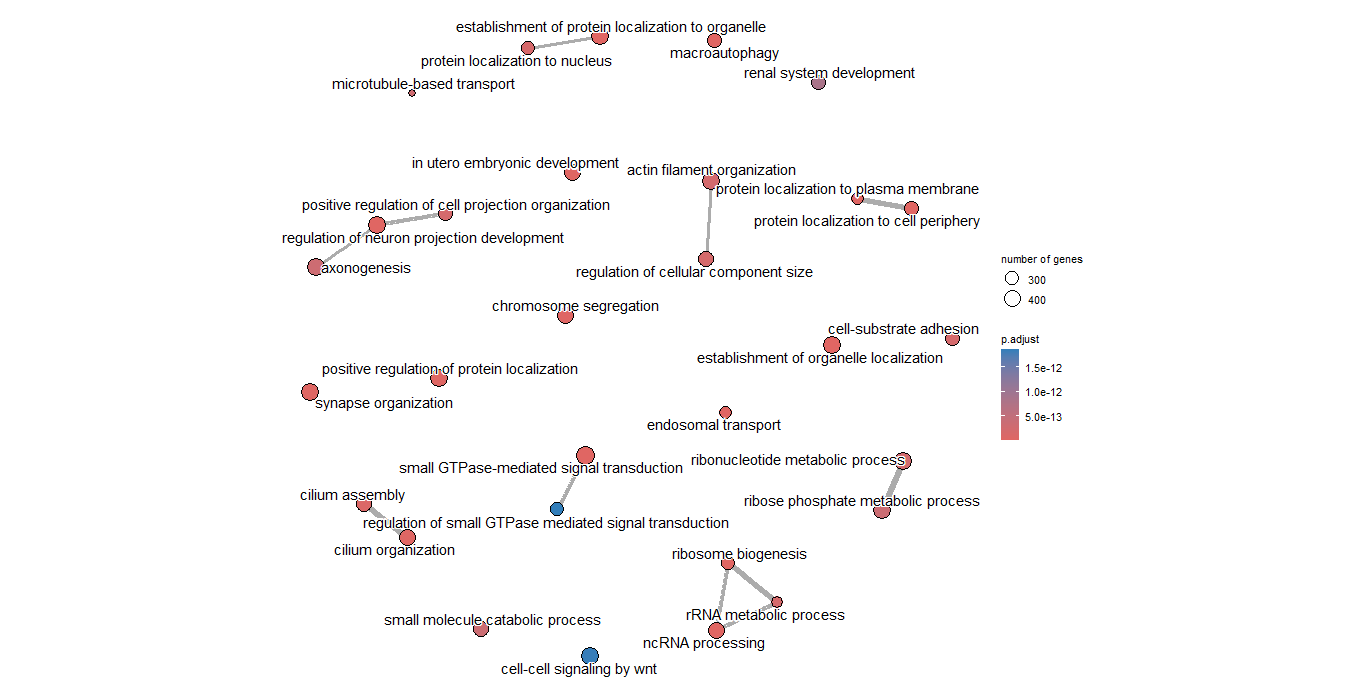 establishment of protein localization to organelle
macroautophagy
protein localization to nucleus
renal system development
microtubule-based transport
in utero embryonic development
actin filament organization
protein localization to plasma membrane
positive regulation of cell projection organization
protein localization to cell periphery
regulation of neuron projection development
axonogenesis
regulation of cellular component size
chromosome segregation
cell-substrate adhesion
establishment of organelle localization
positive regulation of protein localization
synapse organization
endosomal transport
small GTPase-mediated signal transduction
ribonucleotide metabolic process
cilium assembly
ribose phosphate metabolic process
regulation of small GTPase mediated signal transduction
cilium organization
ribosome biogenesis
rRNA metabolic process
small molecule catabolic process
ncRNA processing
cell-cell signaling by wnt
number of genes
300
400
p.adjust
1.5e-12
1.0e-12
5.0e-13